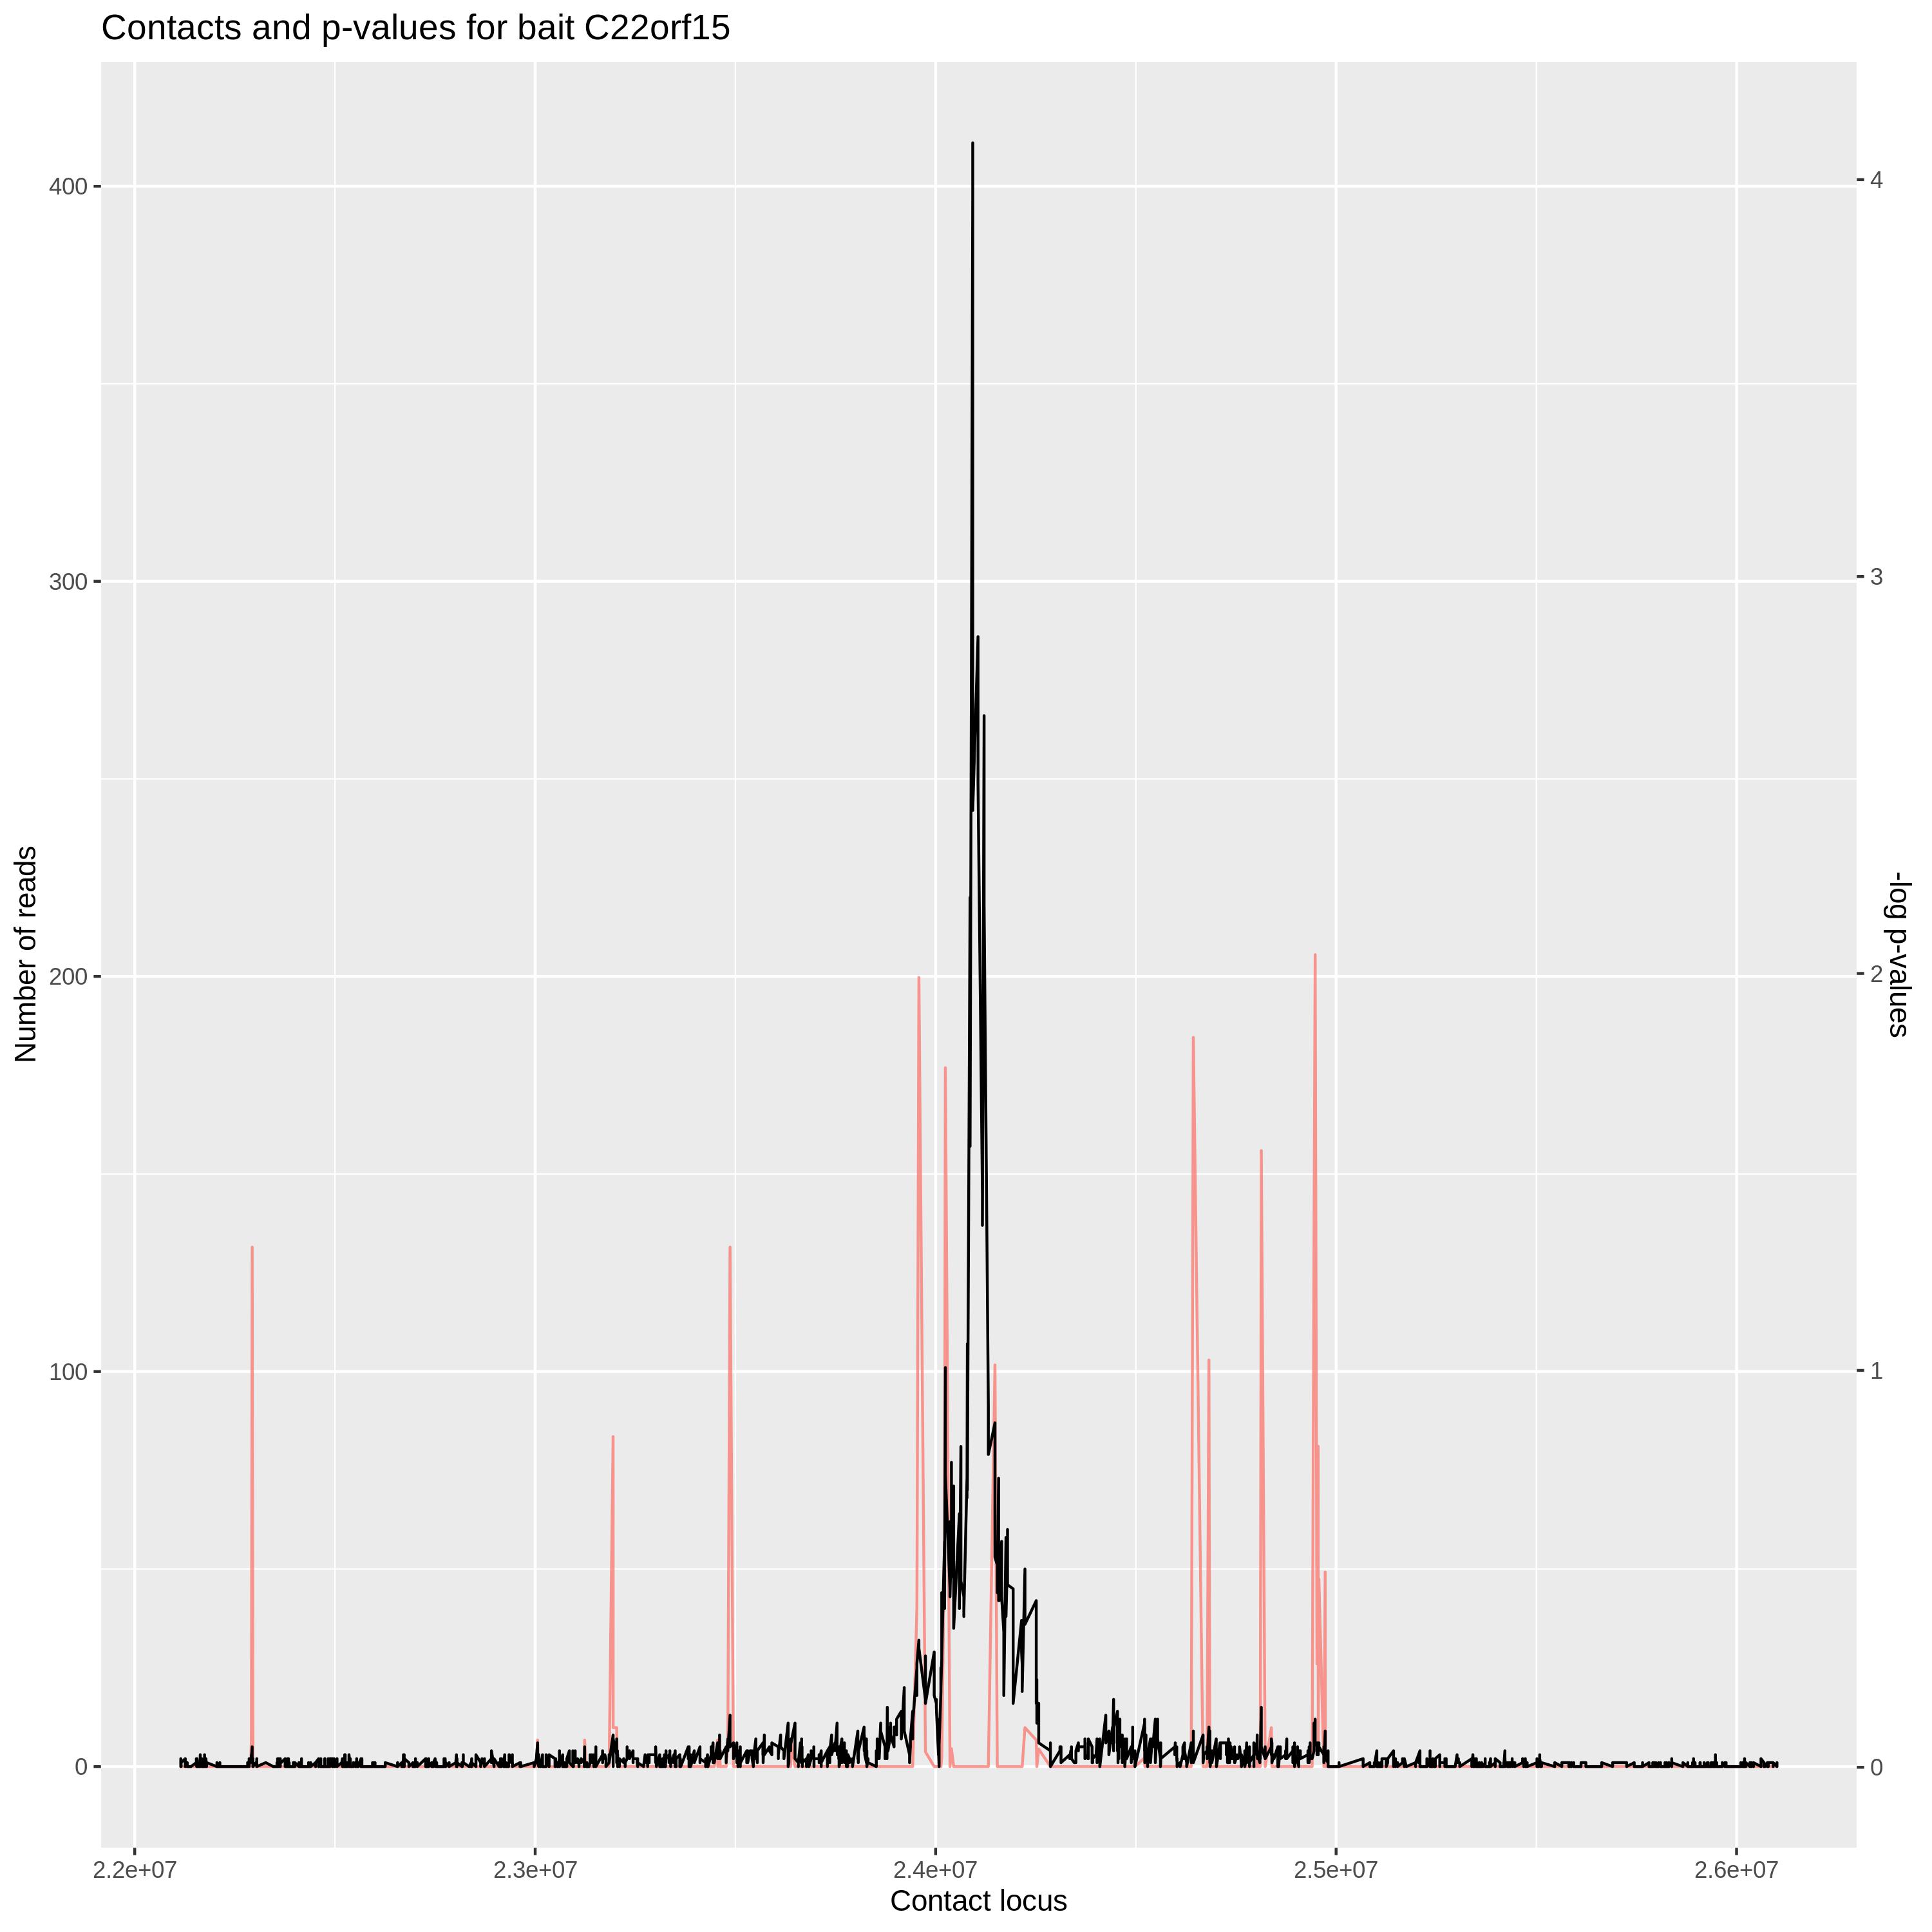 Contacts and p-values for bait C22orf15
400
300
200
100
0
4
3
2
1
0
Number of reads
-log p-values
2.2e+07
2.3e+07
2.4e+07
2.5e+07
2.6e+07
Contact locus